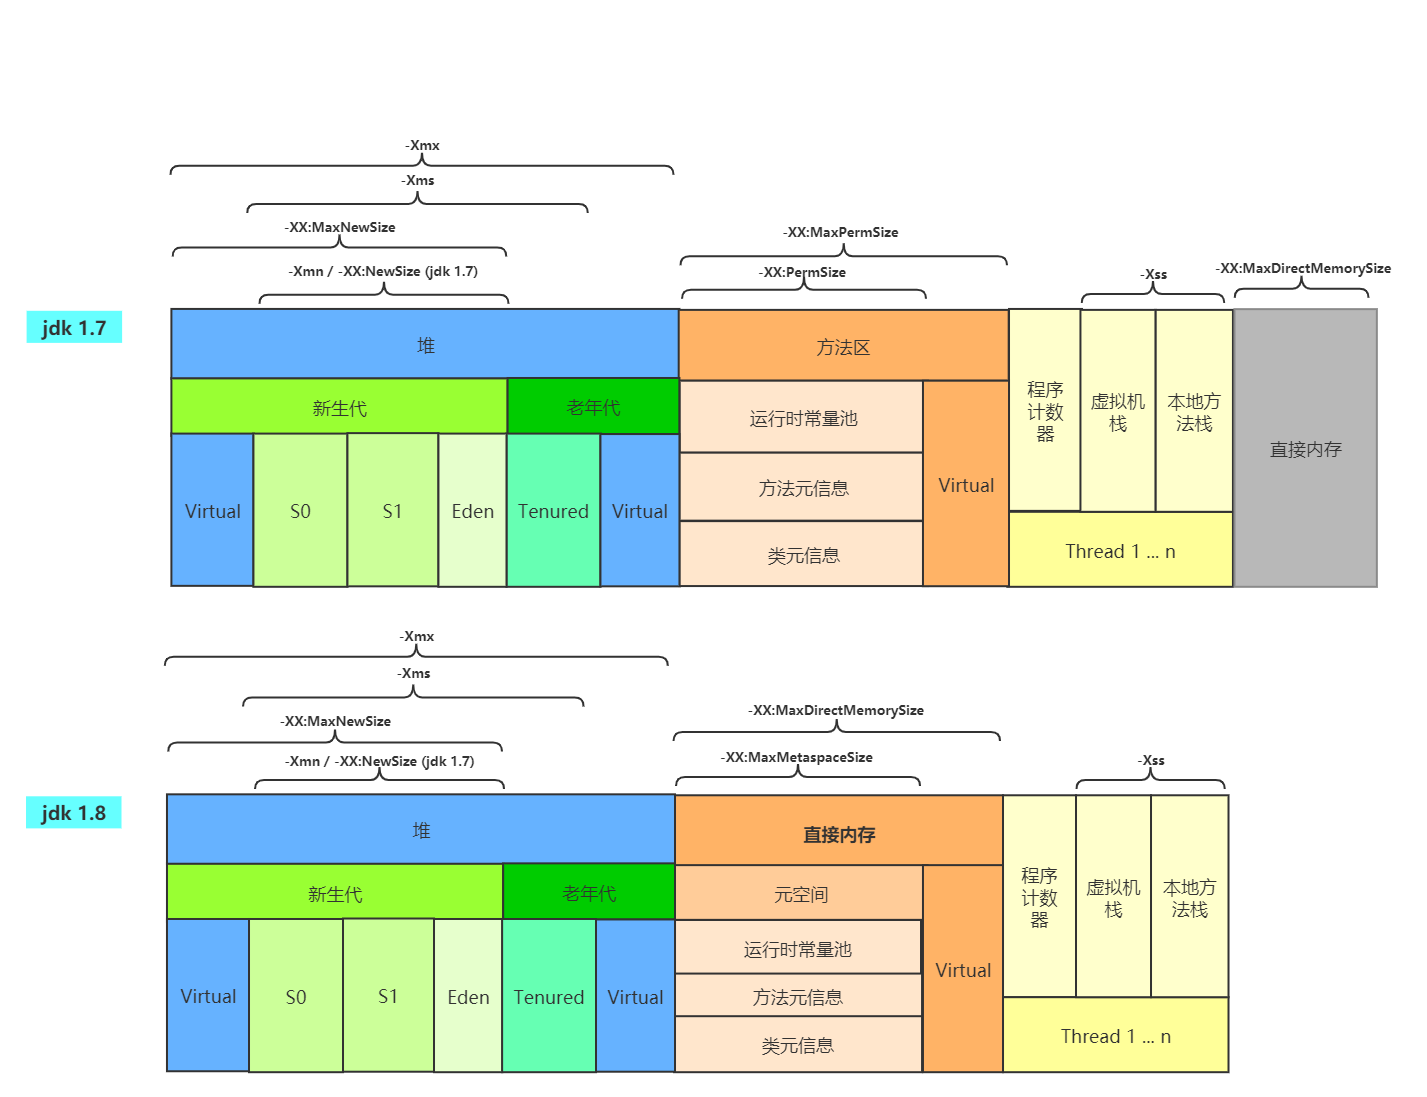 -Xmx
-Xms
-XX:MaxNewSize
-XX:MaxPermSize
-Xmn / -XX:NewSize (jdk 1.7)
-XX:PermSize
-Xss
-XX:MaxDirectMemorySize
jdk 1.7
堆
方法区
新生代
老年代
运行时常量池
程序
计数
器
虚拟机
栈
本地方
法栈
直接内存
Virtual
S0
S1
Eden
Tenured
Virtual
方法元信息
Virtual
类元信息
Thread 1 ... n
-Xmx
-Xms
-XX:MaxNewSize
-XX:MaxDirectMemorySize
-Xmn / -XX:NewSize (jdk 1.7)
-XX:MaxMetaspaceSize
-Xss
jdk 1.8
堆
直接内存
新生代
老年代
元空间
程序
计数
器
虚拟机
栈
本地方
法栈
运行时常量池
Virtual
S0
S1
Eden
Tenured
Virtual
方法元信息
Virtual
类元信息
Thread 1 ... n